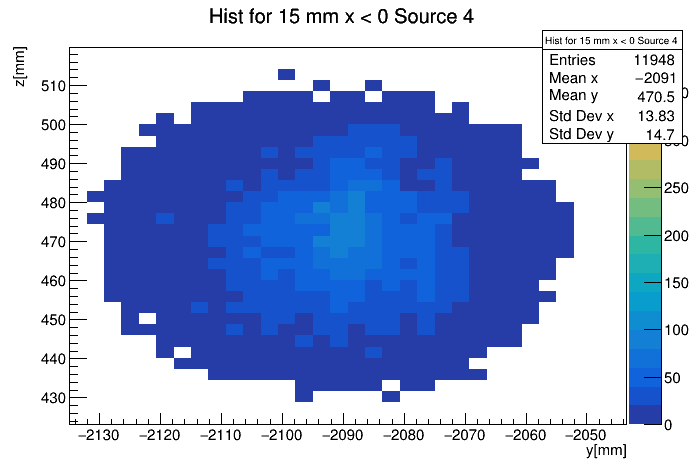 Hist for 15 mm x < 0 Source 4
z[mm]
Hist for 15 mm x < 0 Source 4
Entries 11948
Mean x −2091
Mean y 470.5
Std Dev x 13.83
Std Dev y 14.7
510
500
490
480
470
460
450
440
430
0
250
200
150
100
50
0
−2130 −2120 −2110 −2100 −2090 −2080 −2070 −2060 −2050
y[mm]